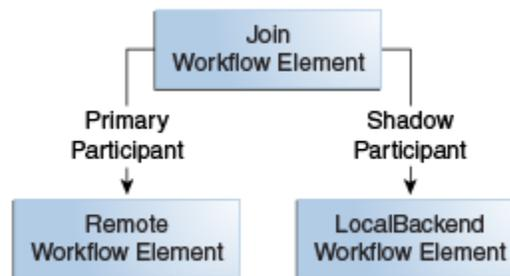 Join
Workflow Element
Primary
Participant
Shadow
Participant
Remote
Workflow Element
LocalBackend
Workflow Element